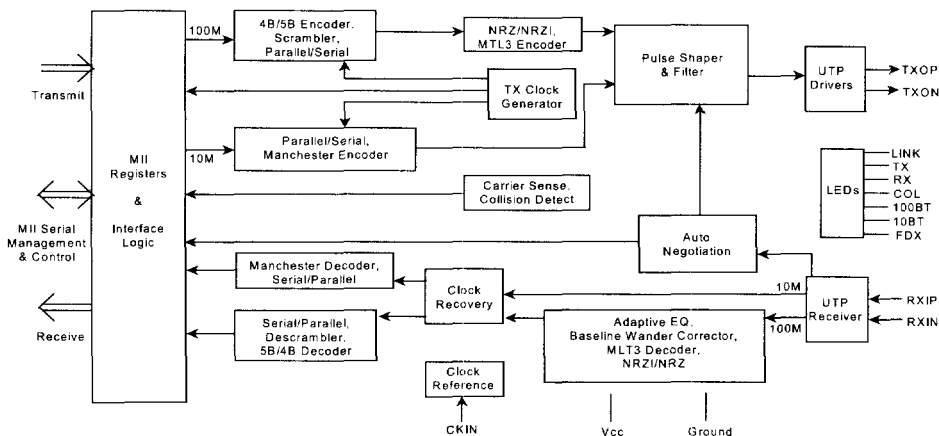 100M
4B/5B Encoder,
Scrambler,
Parallel/Serial
NRZ/NRZI,
MTL3 Encoder
Pulse Shaper
& Filter
UTP
Drivers
TXOP
TXON
Transmit
TX Clock
Generator
10M
Parallel/Serial,
Manchester Encoder
MII
Registers
&
Interface
Logic
Carrier Sense,
Collision Detect
LEDs
LINK
TX
RX
COL
100BT
10BT
FDX
MII Serial
Management
& Control
Auto
Negotiation
Manchester Decoder,
Serial/Parallel
Clock
Recovery
10M
100M
UTP
Receiver
RXIP
RXIN
Receive
Serial/Parallel,
Descrambler,
5B/4B Decoder
Adaptive EQ,
Baseline Wander Corrector,
MLT3 Decoder,
NRZI/NRZ
Clock
Reference
CKIN
Vcc
Ground